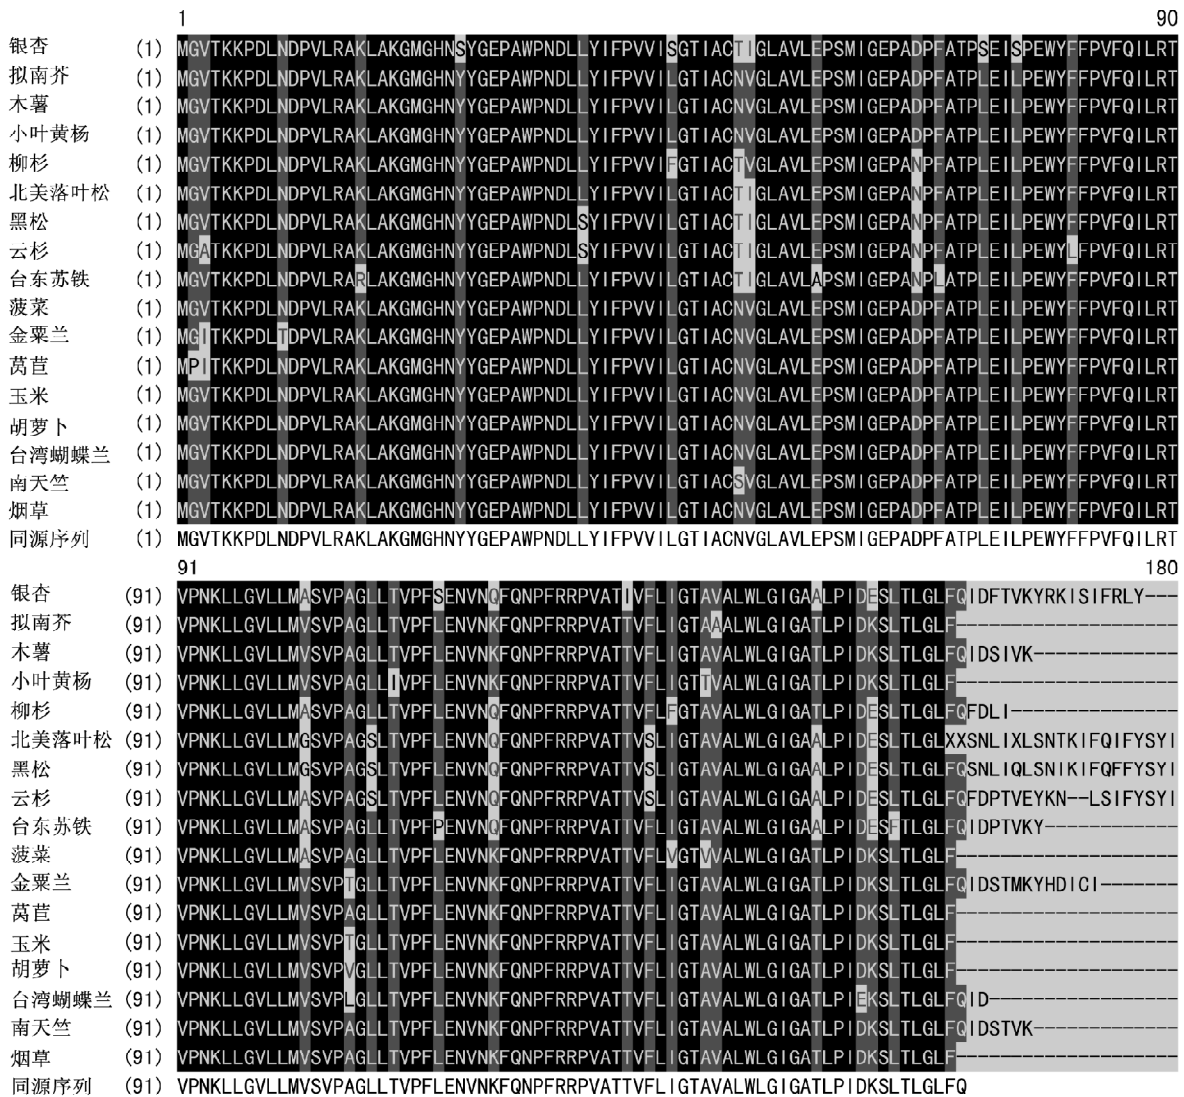 1 90
银杏 (1) MGVTKKPDLNDPVLRAKLAKGMGHNSYGEPAWPNDLLYIFPVVISGTIACTIGLAVLEPSMIGEPADPFATPSEISPEWYFFPVFQILRT
拟南芥 (1) MGVTKKPDLNDPVLRAKLAKGMGHNYYGEPAWPNDLLYIFPVVILGTIACNVGLAVLEPSMIGEPADPFATPLEILPEWYFFPVFQILRT
木薯 (1) MGVTKKPDLNDPVLRAKLAKGMGHNYYGEPAWPNDLLYIFPVVILGTIACNVGLAVLEPSMIGEPADPFATPLEILPEWYFFPVFQILRT
小叶黄杨 (1) MGVTKKPDLNDPVLRAKLAKGMGHNYYGEPAWPNDLLYIFPVVILGTIACNVGLAVLEPSMIGEPADPFATPLEILPEWYFFPVFQILRT
柳杉 (1) MGVTKKPDLNDPVLRAKLAKGMGHNYYGEPAWPNDLLYIFPVVIFGTIACTVGLAVLEPSMIGEPANPFATPLEILPEWYFFPVFQILRT
北美落叶松 (1) MGVTKKPDLNDPVLRAKLAKGMGHNYYGEPAWPNDLLYIFPVVILGTIACTIGLAVLEPSMIGEPANPFATPLEILPEWYFFPVFQILRT
黑松 (1) MGVTKKPDLNDPVLRAKLAKGMGHNYYGEPAWPNDLSYIFPVVILGTIACTIGLAVLEPSMIGEPANPFATPLEILPEWYFFPVFQILRT
云杉 (1) MGATKKPDLNDPVLRAKLAKGMGHNYYGEPAWPNDLSYIFPVVILGTIACTIGLAVLEPSMIGEPANPFATPLEILPEWYLFPVFQILRT
台东苏铁 (1) MGVTKKPDLNDPVLRARLAKGMGHNYYGEPAWPNDLLYIFPVVILGTIACTIGLAVLAPSMIGEPANPLATPLEILPEWYFFPVFQILRT
菠菜 (1) MGVTKKPDLNDPVLRAKLAKGMGHNYYGEPAWPNDLLYIFPVVILGTIACNVGLAVLEPSMIGEPADPFATPLEILPEWYFFPVFQILRT
金粟兰 (1) MGITKKPDLTDPVLRAKLAKGMGHNYYGEPAWPNDLLYIFPVVILGTIACNVGLAVLEPSMIGEPADPFATPLEILPEWYFFPVFQILRT
莴苣 (1) MPITKKPDLNDPVLRAKLAKGMGHNYYGEPAWPNDLLYIFPVVILGTIACNVGLAVLEPSMIGEPADPFATPLEILPEWYFFPVFQILRT
玉米 (1) MGVTKKPDLNDPVLRAKLAKGMGHNYYGEPAWPNDLLYIFPVVILGTIACNVGLAVLEPSMIGEPADPFATPLEILPEWYFFPVFQILRT
胡萝卜 (1) MGVTKKPDLNDPVLRAKLAKGMGHNYYGEPAWPNDLLYIFPVVILGTIACNVGLAVLEPSMIGEPADPFATPLEILPEWYFFPVFQILRT
台湾蝴蝶兰 (1) MGVTKKPDLNDPVLRAKLAKGMGHNYYGEPAWPNDLLYIFPVVILGTIACNVGLAVLEPSMIGEPADPFATPLEILPEWYFFPVFQILRT
南天竺 (1) MGVTKKPDLNDPVLRAKLAKGMGHNYYGEPAWPNDLLYIFPVVILGTIACSVGLAVLEPSMIGEPADPFATPLEILPEWYFFPVFQILRT
烟草 (1) MGVTKKPDLNDPVLRAKLAKGMGHNYYGEPAWPNDLLYIFPVVILGTIACNVGLAVLEPSMIGEPADPFATPLEILPEWYFFPVFQILRT
同源序列 (1) MGVTKKPDLNDPVLRAKLAKGMGHNYYGEPAWPNDLLYIFPVVILGTIACNVGLAVLEPSMIGEPADPFATPLEILPEWYFFPVFQILRT
91 180
银杏 (91) VPNKLLGVLLMASVPAGLLTVPFSENVNQFQNPFRRPVATIVFLIGTAVALWLGIGAALPIDESLTLGLFQIDFTVKYRKISIFRLY---
拟南芥 (91) VPNKLLGVLLMVSVPAGLLTVPFLENVNKFQNPFRRPVATTVFLIGTAAALWLGIGATLPIDKSLTLGLF--------------------
木薯 (91) VPNKLLGVLLMVSVPAGLLTVPFLENVNKFQNPFRRPVATTVFLIGTAVALWLGIGATLPIDKSLTLGLFQIDSIVK-------------
小叶黄杨 (91) VPNKLLGVLLMVSVPAGLLIVPFLENVNKFQNPFRRPVATTVFLIGTTVALWLGIGATLPIDKSLTLGLF--------------------
柳杉 (91) VPNKLLGVLLMASVPAGLLTVPFLENVNQFQNPFRRPVATTVFLFGTAVALWLGIGATLPIDESLTLGLFQFDLI---------------
北美落叶松 (91) VPNKLLGVLLMGSVPAGSLTVPFLENVNQFQNPFRRPVATTVSLIGTAVALWLGIGAALPIDESLTLGLXXSNLIXLSNTKIFQIFYSYI
黑松 (91) VPNKLLGVLLMGSVPAGSLTVPFLENVNQFQNPFRRPVATTVSLIGTAVALWLGIGAALPIDESLTLGLFQSNLIQLSNIKIFQFFYSYI
云杉 (91) VPNKLLGVLLMASVPAGSLTVPFLENVNQFQNPFRRPVATTVSLIGTAVALWLGIGAALPIDESLTLGLFQFDPTVEYKN--LSIFYSYI
台东苏铁 (91) VPNKLLGVLLMASVPAGLLTVPFPENVNQFQNPFRRPVATTVFLIGTAVALWLGIGAALPIDESFTLGLFQIDPTVKY------------
菠菜 (91) VPNKLLGVLLMASVPAGLLTVPFLENVNKFQNPFRRPVATTVFLVGTVVALWLGIGATLPIDKSLTLGLF--------------------
金粟兰 (91) VPNKLLGVLLMVSVPTGLLTVPFLENVNKFQNPFRRPVATTVFLIGTAVALWLGIGATLPIDKSLTLGLFQIDSTMKYHDICI-------
莴苣 (91) VPNKLLGVLLMVSVPAGLLTVPFLENVNKFQNPFRRPVATTVFLIGTAVALWLGIGATLPIDKSLTLGLF--------------------
玉米 (91) VPNKLLGVLLMVSVPTGLLTVPFLENVNKFQNPFRRPVATTVFLIGTAVALWLGIGATLPIDKSLTLGLF--------------------
胡萝卜 (91) VPNKLLGVLLMVSVPVGLLTVPFLENVNKFQNPFRRPVATTVFLIGTAVALWLGIGATLPIDKSLTLGLF--------------------
台湾蝴蝶兰 (91) VPNKLLGVLLMVSVPLGLLTVPFLENVNKFQNPFRRPVATTVFLIGTAVALWLGIGATLPIEKSLTLGLFQID-----------------
南天竺 (91) VPNKLLGVLLMVSVPAGLLTVPFLENVNKFQNPFRRPVATTVFLIGTAVALWLGIGATLPIDKSLTLGLFQIDSTVK-------------
烟草 (91) VPNKLLGVLLMVSVPAGLLTVPFLENVNKFQNPFRRPVATTVFLIGTAVALWLGIGATLPIDKSLTLGLF--------------------
同源序列 (91) VPNKLLGVLLMVSVPAGLLTVPFLENVNKFQNPFRRPVATTVFLIGTAVALWLGIGATLPIDKSLTLGLFQ